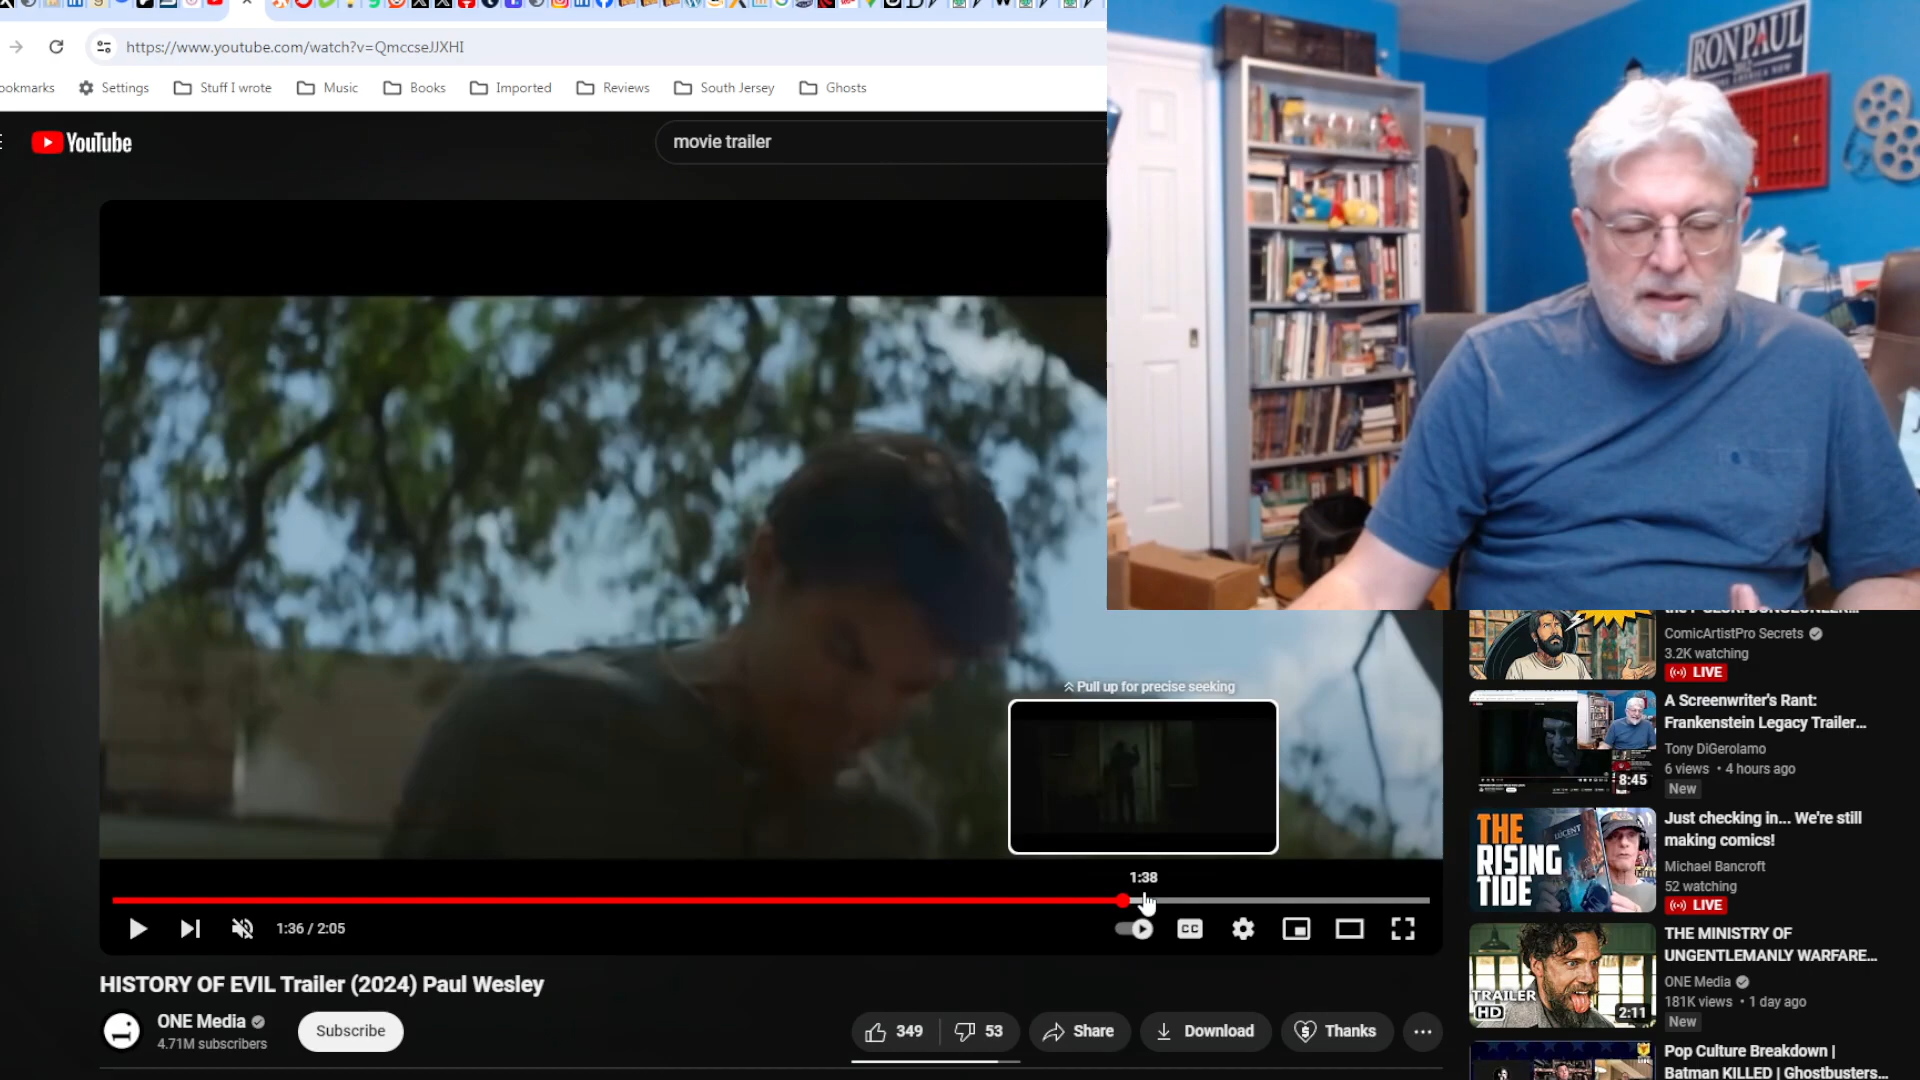 https://www.youtube.com/watch?v=QmccseJJXHI
ookmarks
Settings
Stuff I wrote
Music
Books
Imported
Reviews
South Jersey
Ghosts
YouTube
movie trailer
RON PAUL
Pull up for precise seeking
1:38
1:36 / 2:05
CC
HISTORY OF EVIL Trailer (2024) Paul Wesley
ONE Media
4.71M subscribers
Subscribe
349
53
Share
Download
Thanks
ComicArtistPro Secrets
3.2K watching
LIVE
A Screenwriter's Rant:
Frankenstein Legacy Trailer...
Tony DiGerolamo
6 views • 4 hours ago
New
8:45
Just checking in... We're still
making comics!
Michael Bancroft
52 watching
LIVE
THE
RISING
TIDE
LUCENT
THE MINISTRY OF
UNGENTLEMANLY WARFARE...
ONE Media
181K views • 1 day ago
New
TRAILER
HD
2:11
Pop Culture Breakdown |
Batman KILLED | Ghostbusters...